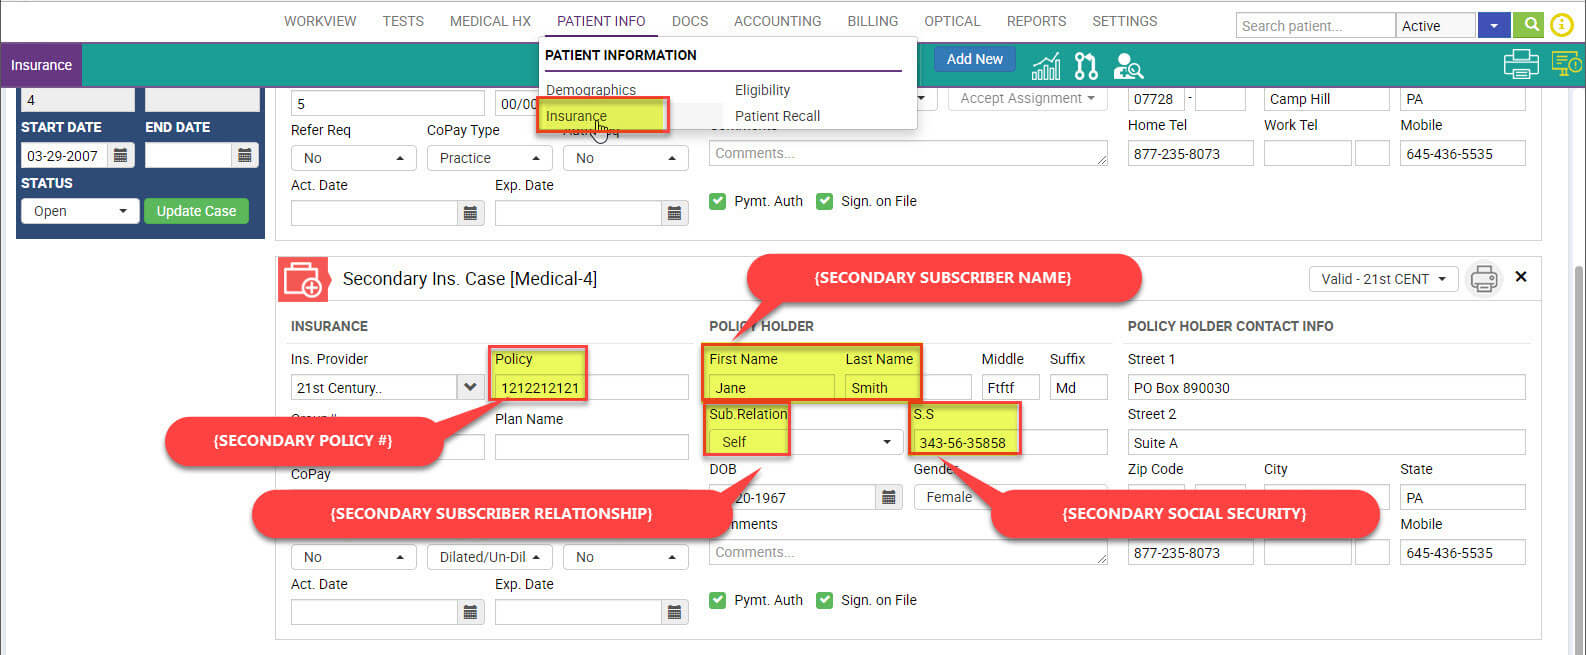 WORKVIEW TESTS MEDICAL HX PATIENT INFO DOCS ACCOUNTING BILLING OPTICAL REPORTS SETTINGS Search patient... Active
Insurance
PATIENT INFORMATION
Demographics Eligibility
Insurance Patient Recall
Add New
4
START DATE END DATE
03-29-2007
STATUS
Open Update Case
5 00/00 Accept Assignment 07728 - Camp Hill PA
Refer Req CoPay Type Home Tel Work Tel Mobile
No Practice No Comments... 877-235-8073 645-436-5535
Act. Date Exp. Date
Pymt. Auth Sign. on File
Secondary Ins. Case [Medical-4] {SECONDARY SUBSCRIBER NAME} Valid - 21st CENT
INSURANCE POLICY HOLDER POLICY HOLDER CONTACT INFO
Ins. Provider Policy First Name Last Name Middle Suffix Street 1
21st Century.. 1212212121 Jane Smith Ftftf Md PO Box 890030
Plan Name Sub.Relation S.S Street 2
{SECONDARY POLICY #} Self 343-56-35858 Suite A
CoPay DOB Gender Zip Code City State
20-1967 Female PA
{SECONDARY SUBSCRIBER RELATIONSHIP} {SECONDARY SOCIAL SECURITY}
mments Mobile
No Dilated/Un-Dil No Comments... 877-235-8073 645-436-5535
Act. Date Exp. Date
Pymt. Auth Sign. on File